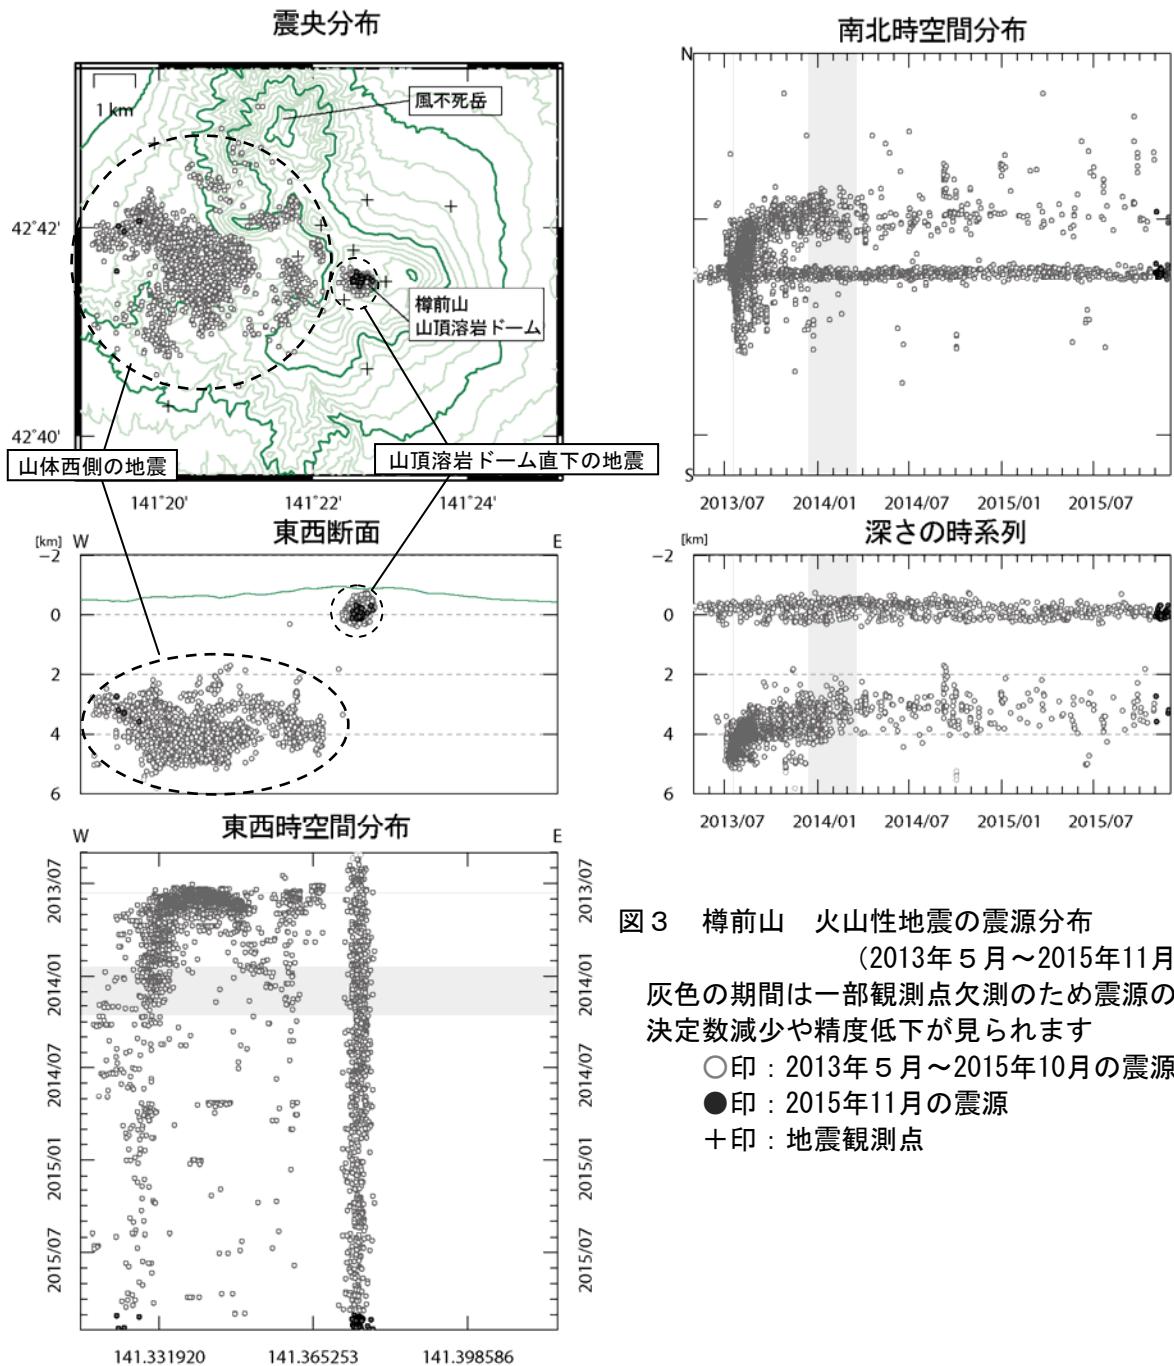 震央分布
1 km
風不死岳
42°42'
樽前山
山頂溶岩ドーム
42°40'
山体西側の地震
山頂溶岩ドーム直下の地震
141°20'
141°22'
141°24'
南北時空間分布
N
S
2013/07
2014/01
2014/07
2015/01
2015/07
東西断面
[km]
W
E
-2
0
2
4
6
深さの時系列
[km]
-2
0
2
4
6
2013/07
2014/01
2014/07
2015/01
2015/07
東西時空間分布
W
E
2013/07
2014/01
2014/07
2015/01
2015/07
2013/07
2014/01
2014/07
2015/01
2015/07
141.331920
141.365253
141.398586
図3 樽前山 火山性地震の震源分布
(2013年5月~2015年11月
灰色の期間は一部観測点欠測のため震源の
決定数減少や精度低下が見られます
○印:2013年5月~2015年10月の震源
●印:2015年11月の震源
+印:地震観測点